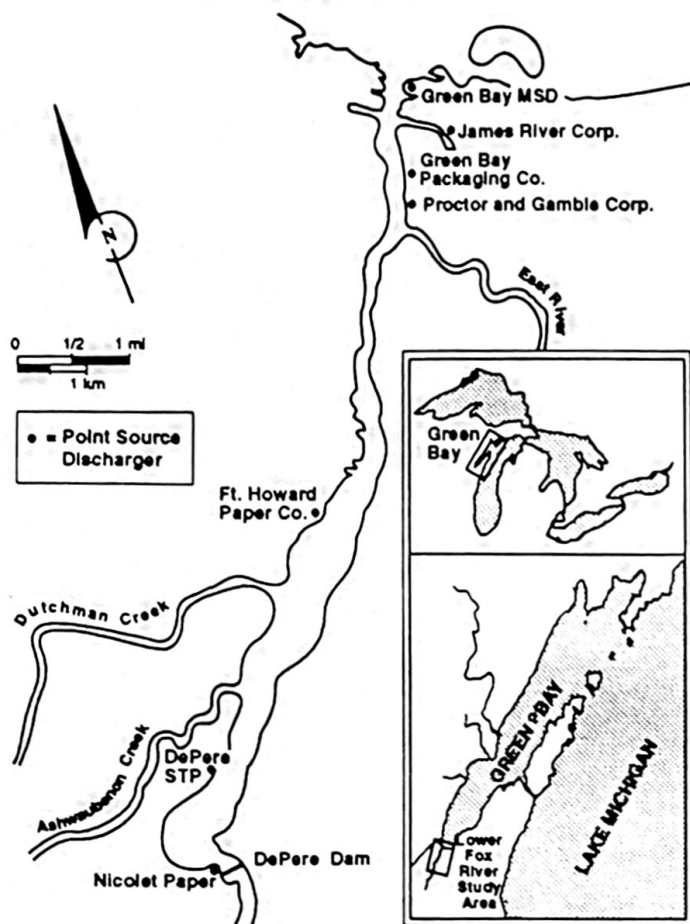 Green Bay MSD
James River Corp.
Green Bay
Packaging Co.
Proctor and Gamble Corp.
N
East River
0 1/2 1 mi
1 km
• = Point Source
Discharger
Green
Bay
Ft. Howard
Paper Co.
Dutchman Creek
GREEN BAY
LAKE MICHIGAN
Ashwaubenon Creek
DePere
STP
Lower
Fox
River
Study
Area
DePere Dam
Nicolet Paper